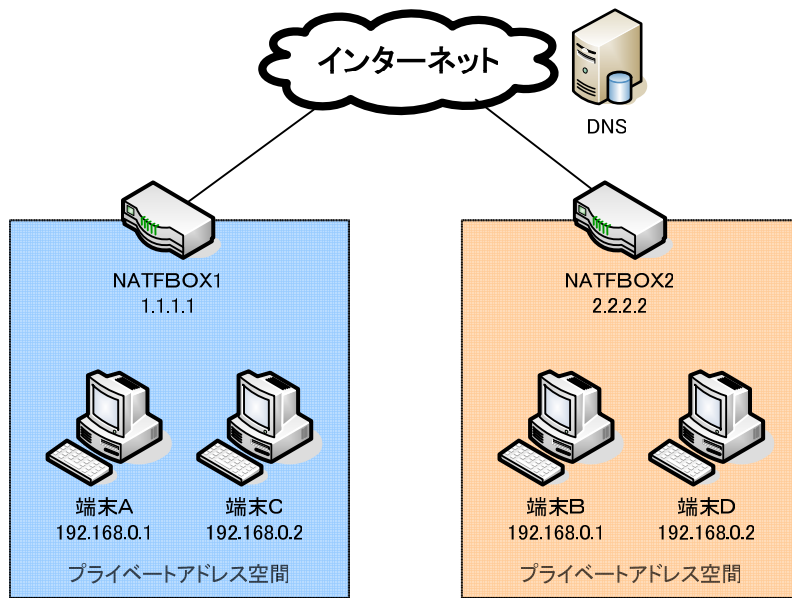 インターネット
DNS
NATFBOX1
1.1.1.1
NATFBOX2
2.2.2.2
端末A
192.168.0.1
端末C
192.168.0.2
プライベートアドレス空間
端末B
192.168.0.1
端末D
192.168.0.2
プライベートアドレス空間